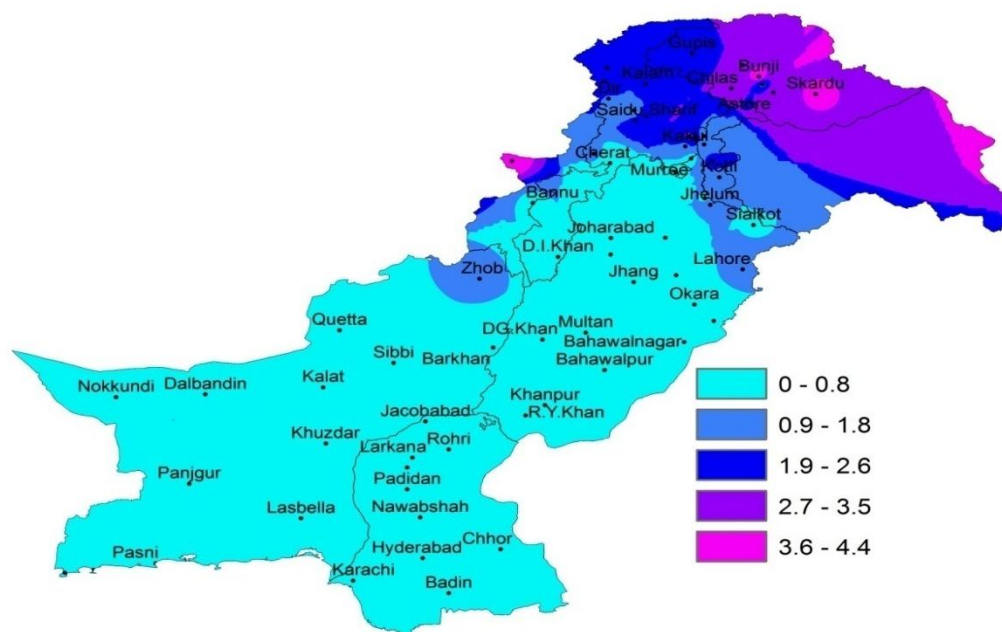 Gupis
Kalam
Chilas
Bunji
Skardu
Dir
Astore
Saidu Sharif
Kakul
Cherat
Murree
Kotli
Bannu
Jhelum
Sialkot
Joharabad
D.I.Khan
Zhob
Lahore
Jhang
Okara
Quetta
DG.Khan
Multan
Sibbi
Barkhan
Bahawalnagar
Bahawalpur
Nokkundi
Dalbandin
Kalat
Khanpur
R.Y.Khan
Jacobabad
Khuzdar
Larkana
Rohri
Panjgur
Padidan
Lasbella
Nawabshah
Chhor
Pasni
Hyderabad
Karachi
Badin
0 - 0.8
0.9 - 1.8
1.9 - 2.6
2.7 - 3.5
3.6 - 4.4